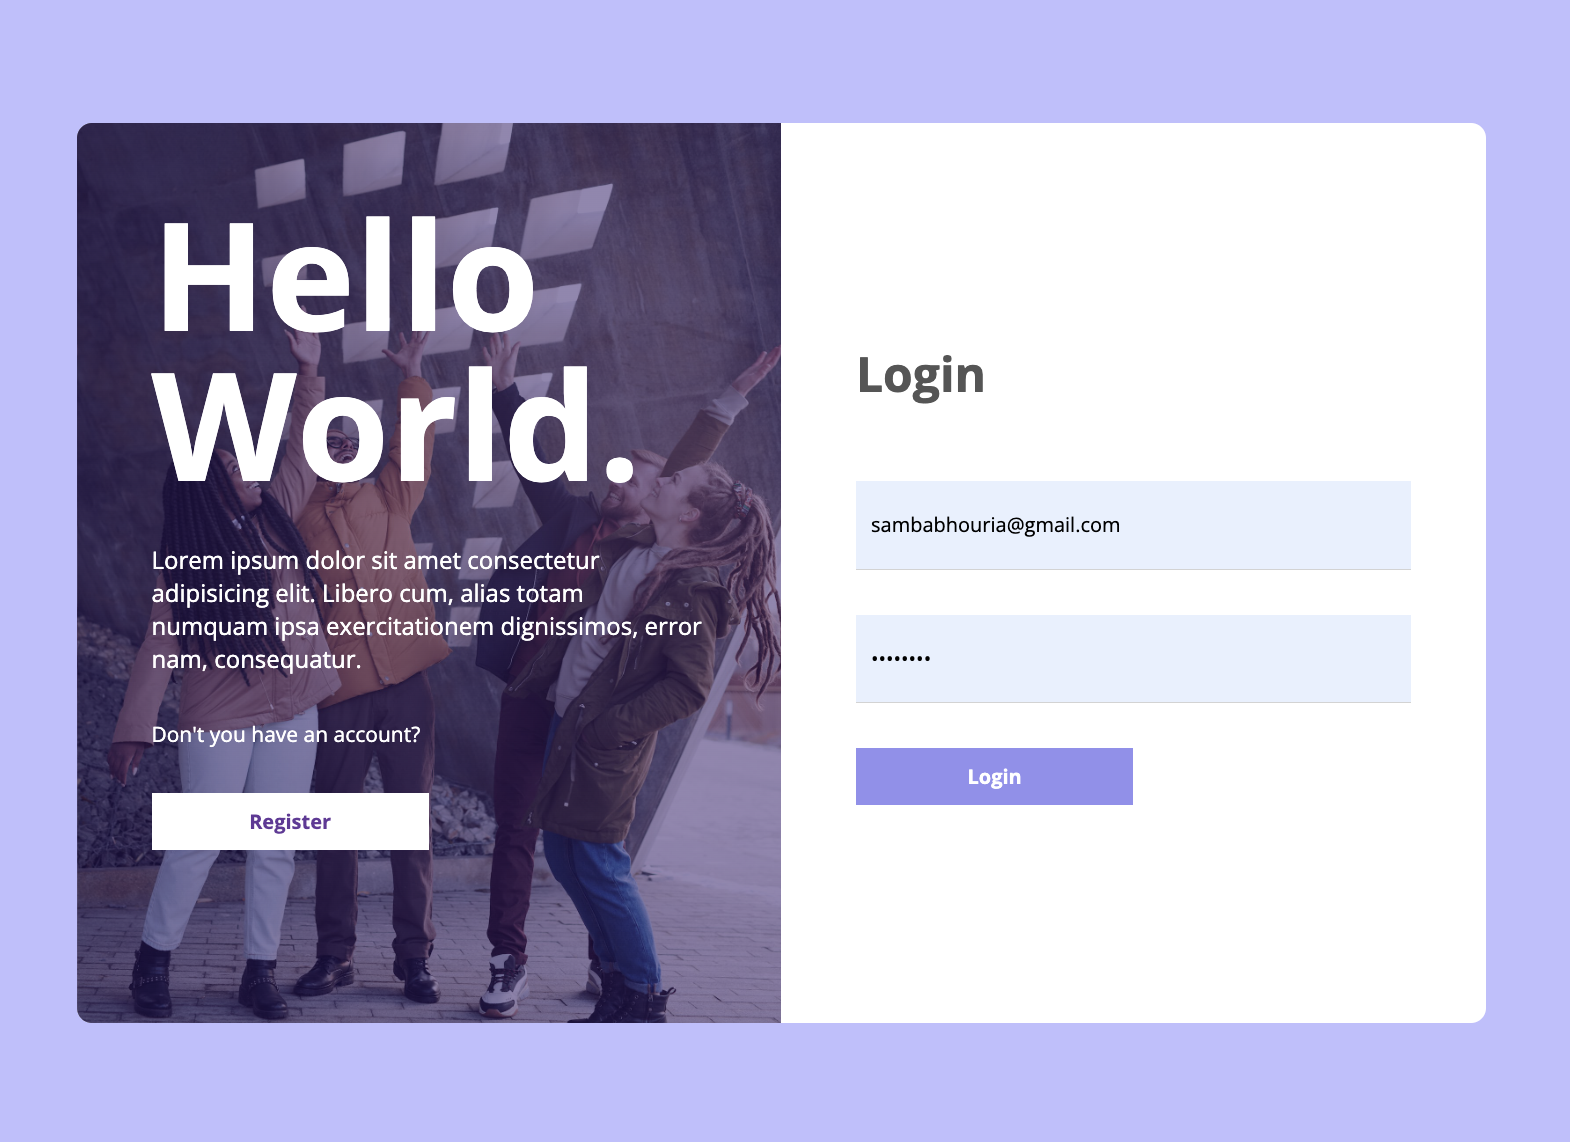 Hello
World.
Lorem ipsum dolor sit amet consectetur
adipisicing elit. Libero cum, alias totam
numquam ipsa exercitationem dignissimos, error
nam, consequatur.
Don't you have an account?
Register
Login
sambabhouria@gmail.com
••••••••
Login